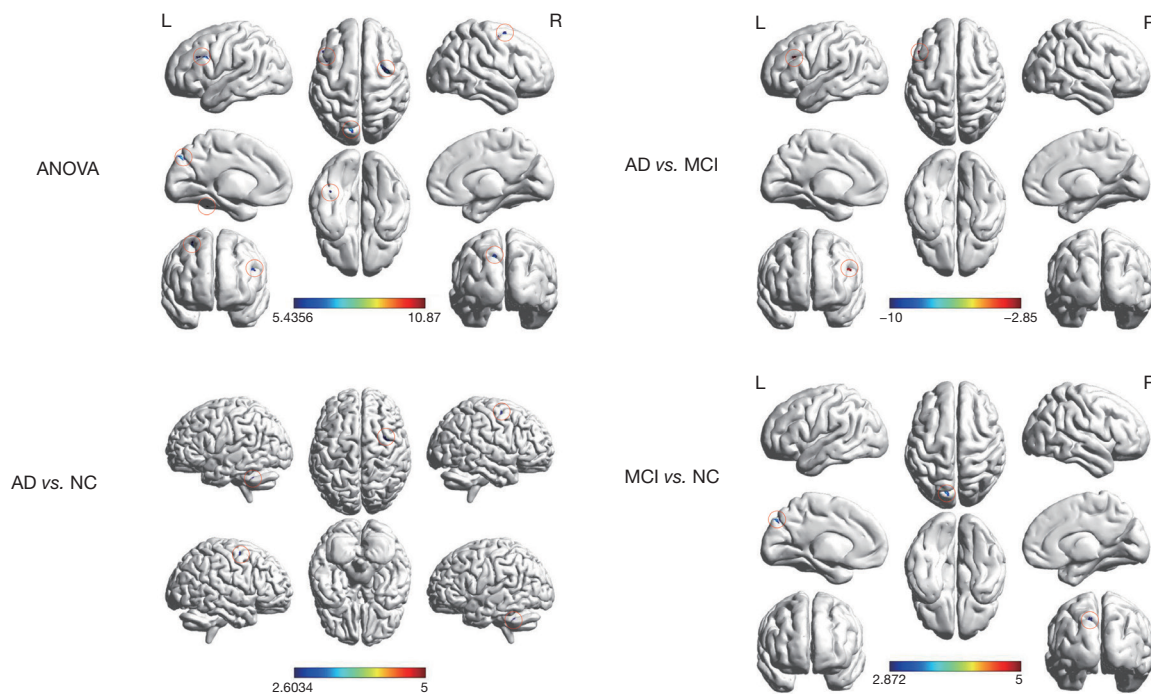 L R
ANOVA
5.4356 10.87
L R
AD vs. MCI
−10 −2.85
AD vs. NC
2.6034 5
L R
MCI vs. NC
2.872 5